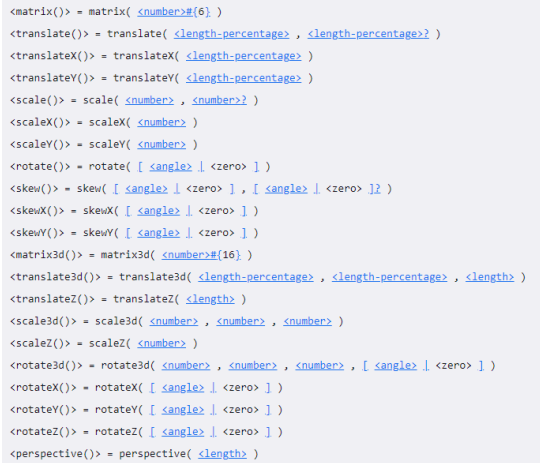 <matrix()> = matrix( <number>#{6} )
<translate()> = translate( <length-percentage> , <length-percentage>? )
<translateX()> = translateX( <length-percentage> )
<translateY()> = translateY( <length-percentage> )
<scale()> = scale( <number> , <number>? )
<scaleX()> = scaleX( <number> )
<scaleY()> = scaleY( <number> )
<rotate()> = rotate( [ <angle> | <zero> ] )
<skew()> = skew( [ <angle> | <zero> ] , [ <angle> | <zero> ]? )
<skewX()> = skewX( [ <angle> | <zero> ] )
<skewY()> = skewY( [ <angle> | <zero> ] )
<matrix3d()> = matrix3d( <number>#{16} )
<translate3d()> = translate3d( <length-percentage> , <length-percentage> , <length> )
<translateZ()> = translateZ( <length> )
<scale3d()> = scale3d( <number> , <number> , <number> )
<scaleZ()> = scaleZ( <number> )
<rotate3d()> = rotate3d( <number> , <number> , <number> , [ <angle> | <zero> ] )
<rotateX()> = rotateX( [ <angle> | <zero> ] )
<rotateY()> = rotateY( [ <angle> | <zero> ] )
<rotateZ()> = rotateZ( [ <angle> | <zero> ] )
<perspective()> = perspective( <length> )